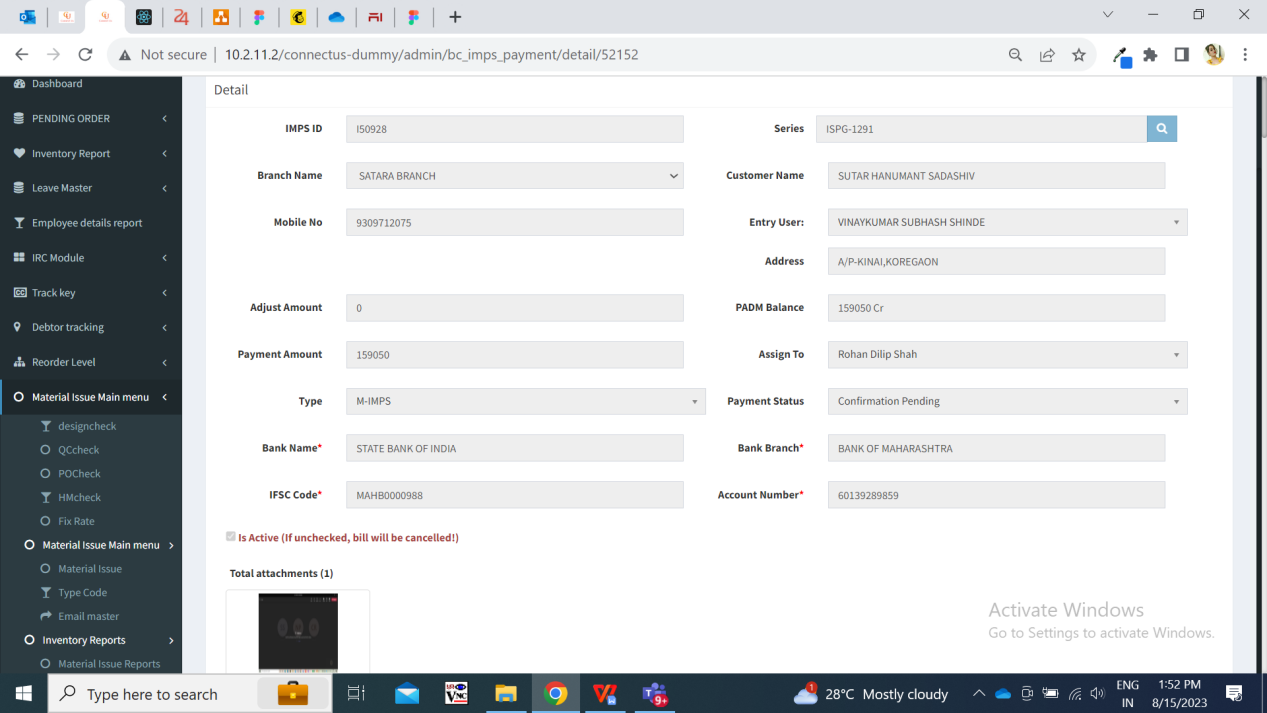 24
Not secure | 10.2.11.2/connectus-dummy/admin/bc_imps_payment/detail/52152
Dashboard
PENDING ORDER
Inventory Report
Leave Master
Employee details report
IRC Module
CC Track key
Debtor tracking
Reorder Level
Material Issue Main menu
designcheck
QCcheck
POCheck
HMcheck
Fix Rate
Material Issue Main menu
Material Issue
Type Code
Email master
Inventory Reports
Material Issue Reports
Detail
IMPS ID I50928 Series ISPG-1291
Branch Name SATARA BRANCH Customer Name SUTAR HANUMANT SADASHIV
Mobile No 9309712075 Entry User: VINAYKUMAR SUBHASH SHINDE
Address A/P-KINAI,KOREGAON
Adjust Amount 0 PADM Balance 159050 Cr
Payment Amount 159050 Assign To Rohan Dilip Shah
Type M-IMPS Payment Status Confirmation Pending
Bank Name* STATE BANK OF INDIA Bank Branch* BANK OF MAHARASHTRA
IFSC Code* MAHB0000988 Account Number* 60139289859
Is Active (If unchecked, bill will be cancelled!)
Total attachments (1)
Activate Windows
Go to Settings to activate Windows.
Type here to search
VNC
9+
1
28°C Mostly cloudy
ENG
IN
1:52 PM
8/15/2023